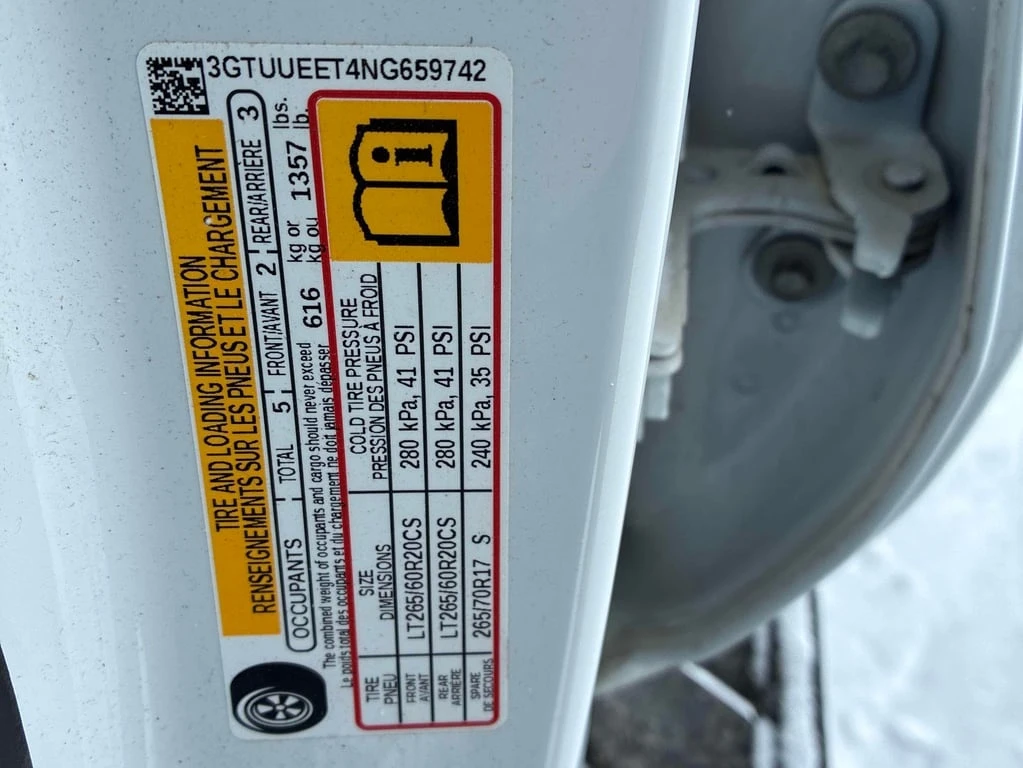 3GTUUEET4NG659742
TIRE AND LOADING INFORMATION
RENSEIGNEMENTS SUR LES PNEUS ET LE CHARGEMENT
OCCUPANTS TOTAL 5 FRONT/AVANT 2 REAR/ARRIÈRE 3
The combined weight of occupants and cargo should never exceed 616 kg or 1357 lbs.
Le poids total des occupants et du chargement ne doit jamais dépasser kg ou lb.
TIRE SIZE COLD TIRE PRESSURE
PNEU DIMENSIONS PRESSION DES PNEUS À FROID
FRONT
AVANT LT265/60R20CS 280 kPa, 41 PSI
REAR
ARRIÈRE LT265/60R20CS 280 kPa, 41 PSI
SPARE
DE SECOURS 265/70R17 S 240 kPa, 35 PSI
i